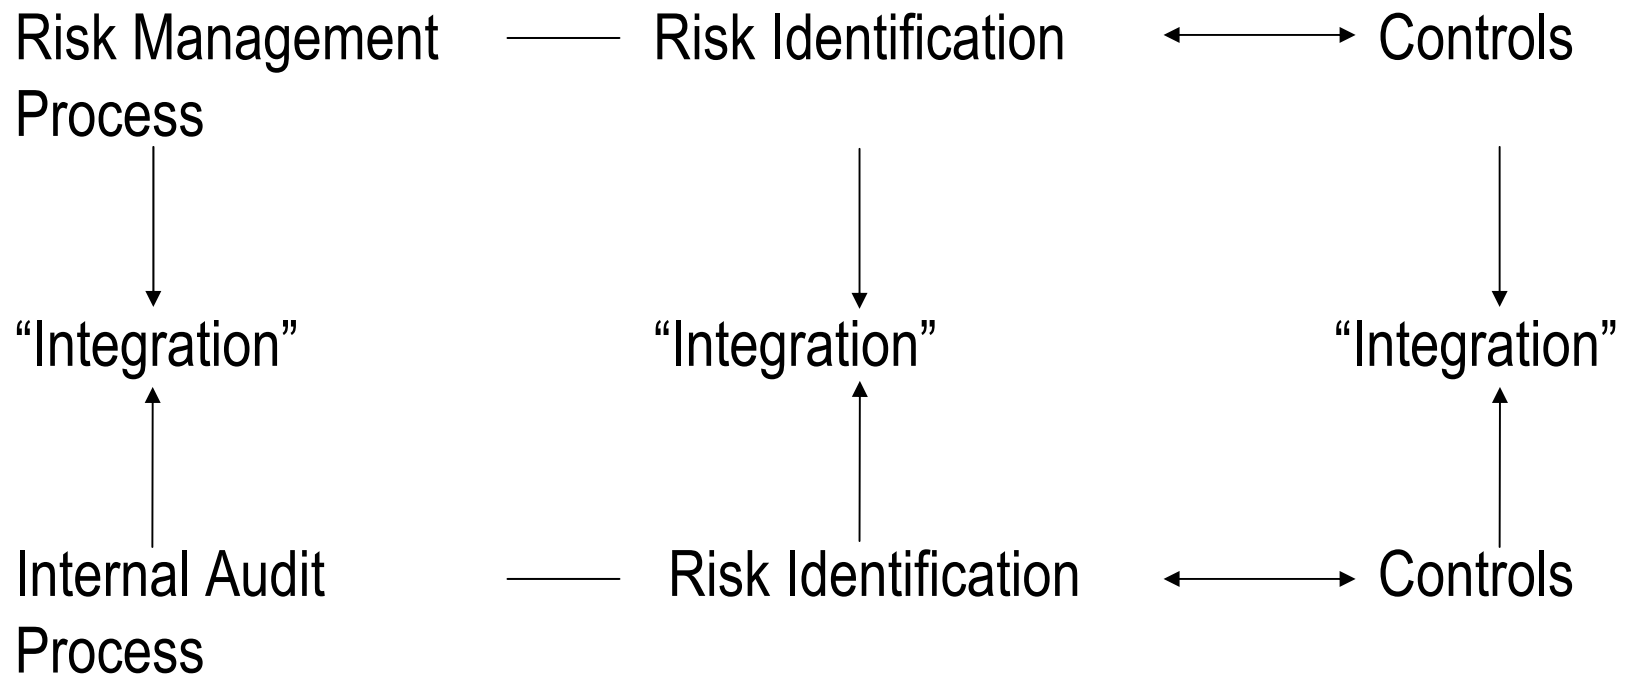 Risk Management
Process
Risk Identification
Controls
“Integration”
“Integration”
“Integration”
Internal Audit
Process
Risk Identification
Controls